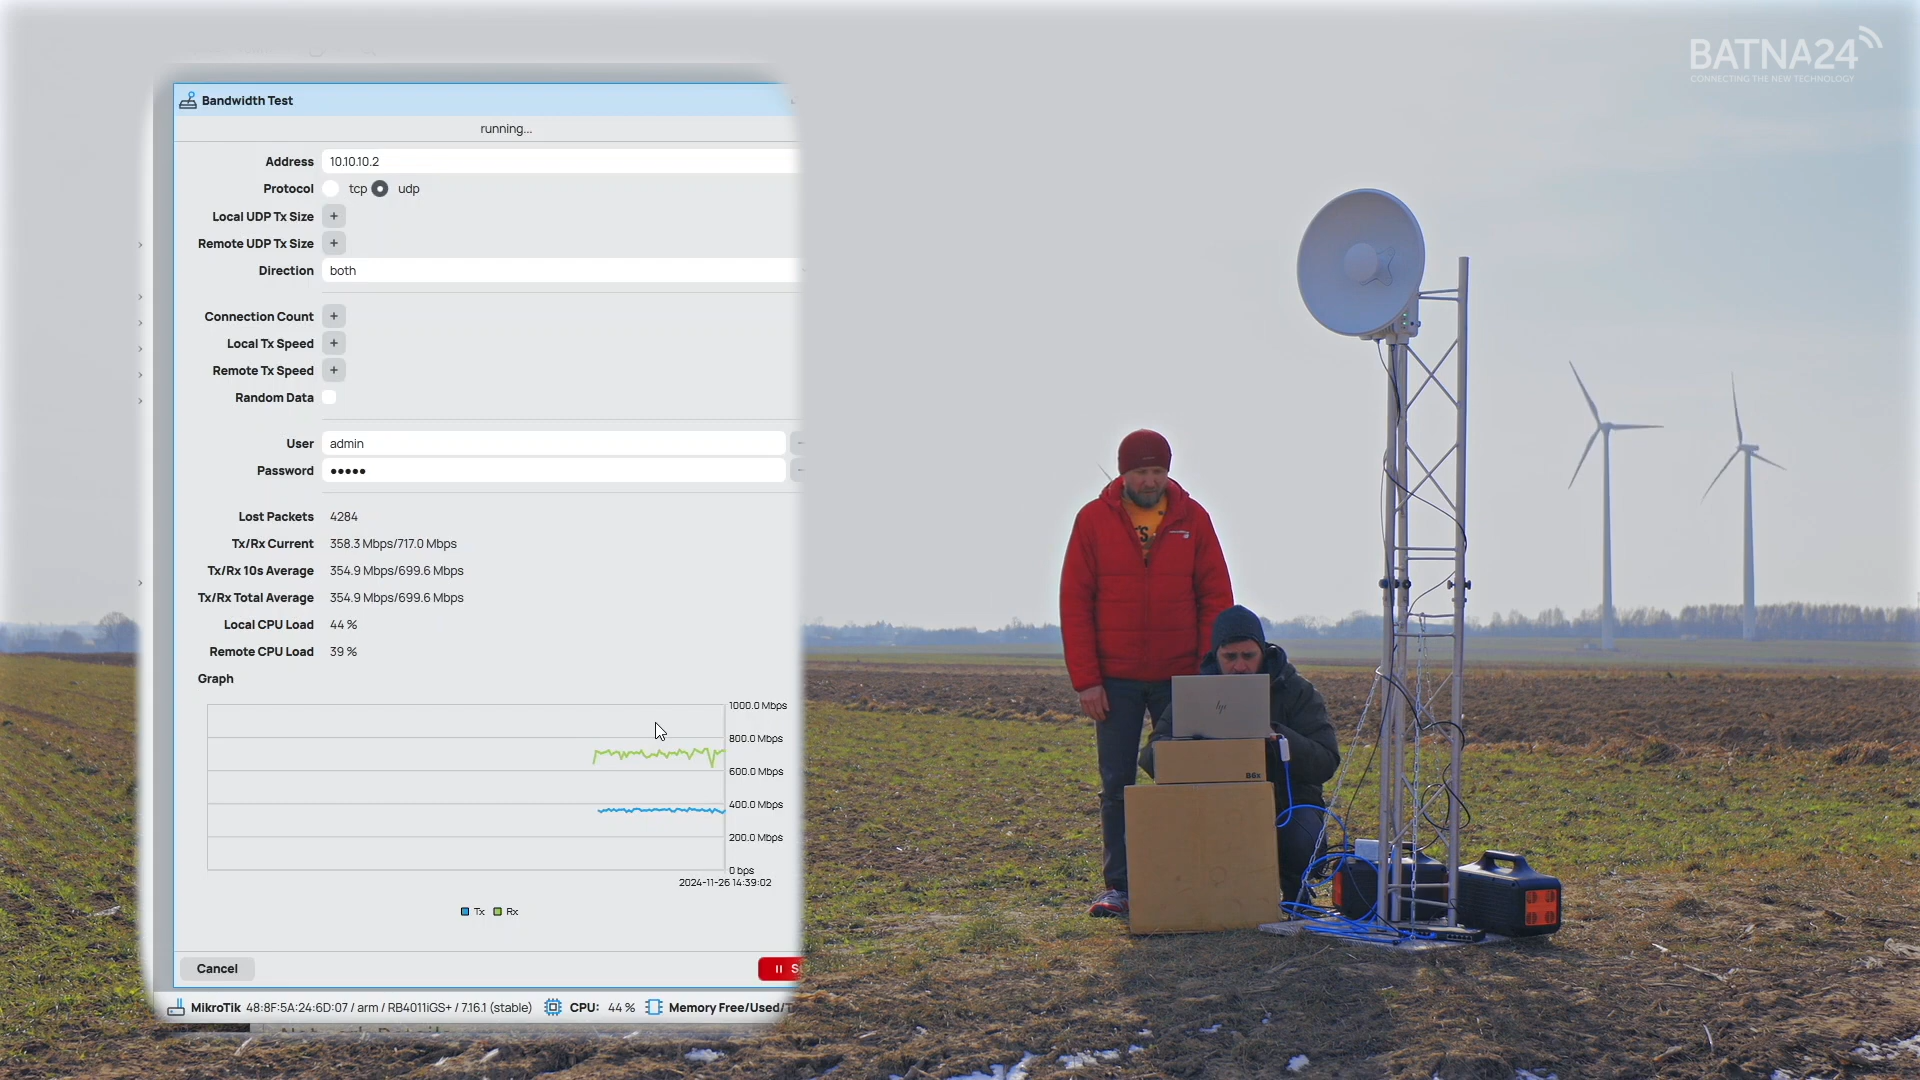 BATNA24
CONNECTING THE NEW TECHNOLOGY
Bandwidth Test
running...
Address 10.10.10.2
Protocol tcp udp
Local UDP Tx Size +
Remote UDP Tx Size +
Direction both
Connection Count +
Local Tx Speed +
Remote Tx Speed +
Random Data
User admin
Password •••••
Lost Packets 4284
Tx/Rx Current 358.3 Mbps/717.0 Mbps
Tx/Rx 10s Average 354.9 Mbps/699.6 Mbps
Tx/Rx Total Average 354.9 Mbps/699.6 Mbps
Local CPU Load 44 %
Remote CPU Load 39 %
Graph
1000.0 Mbps
800.0 Mbps
600.0 Mbps
400.0 Mbps
200.0 Mbps
0 bps
2024-11-26 14:39:02
Tx Rx
Cancel
MikroTik 48:8F:5A:24:6D:07 / arm / RB4011iGS+ / 7.16.1 (stable) CPU: 44 % Memory Free/Used/
hp